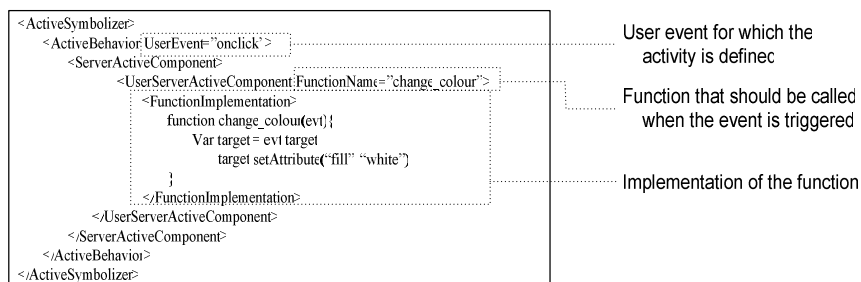 <ActiveSymbolizer>
<ActiveBehavior UserEvent="onclick">
<ServerActiveComponent>
<UserServerActiveComponent FunctionName="change_colour">
<FunctionImplementation>
function change_colour(evt){
Var target = evt target
target setAttribute("fill" "white")
}
</FunctionImplementation>
</UserServerActiveComponent>
</ServerActiveComponent>
</ActiveBehavior>
</ActiveSymbolizer>
User event for which the
activity is defined
Function that should be called
when the event is triggered
Implementation of the function